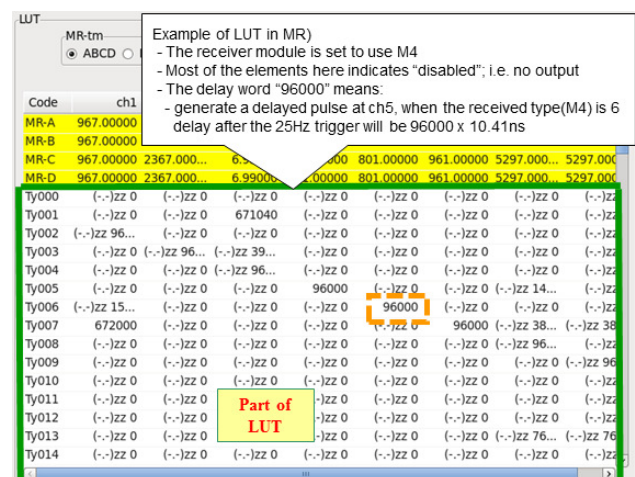 LUT
MR-tm
ABCD
Example of LUT in MR)
- The receiver module is set to use M4
- Most of the elements here indicates “disabled”; i.e. no output
- The delay word “96000” means:
- generate a delayed pulse at ch5, when the received type(M4) is 6
delay after the 25Hz trigger will be 96000 x 10.41ns
Code ch1
MR-A 967.00000
MR-B 967.00000
MR-C 967.00000 2367.000... 801.00000 961.00000 5297.000... 5297.000
MR-D 967.00000 2367.000... 6.99000 801.00000 961.00000 5297.000... 5297.000
Ty000 (-.-)zz 0 (-.-)zz 0 (-.-)zz 0 (-.-)zz 0 (-.-)zz 0 (-.-)zz 0 (-.-)zz 0 (-.-)zz
Ty001 (-.-)zz 0 (-.-)zz 0 671040 (-.-)zz 0 (-.-)zz 0 (-.-)zz 0 (-.-)zz 0 (-.-)zz
Ty002 (-.-)zz 96... (-.-)zz 0 (-.-)zz 0 (-.-)zz 0 (-.-)zz 0 (-.-)zz 0 (-.-)zz 0 (-.-)zz
Ty003 (-.-)zz 0 (-.-)zz 96... (-.-)zz 39... (-.-)zz 0 (-.-)zz 0 (-.-)zz 0 (-.-)zz 0 (-.-)zz
Ty004 (-.-)zz 0 (-.-)zz 0 (-.-)zz 96... (-.-)zz 0 (-.-)zz 0 (-.-)zz 0 (-.-)zz 0 (-.-)zz
Ty005 (-.-)zz 0 (-.-)zz 0 (-.-)zz 0 96000 (-.-)zz 0 (-.-)zz 0 (-.-)zz 14... (-.-)zz
Ty006 (-.-)zz 15... (-.-)zz 0 (-.-)zz 0 (-.-)zz 0 96000 (-.-)zz 0 (-.-)zz 0 (-.-)zz
Ty007 672000 (-.-)zz 0 (-.-)zz 0 (-.-)zz 0 (-.-)zz 0 96000 (-.-)zz 38... (-.-)zz 38
Ty008 (-.-)zz 0 (-.-)zz 0 (-.-)zz 0 (-.-)zz 0 (-.-)zz 0 (-.-)zz 0 (-.-)zz 96... (-.-)zz
Ty009 (-.-)zz 0 (-.-)zz 0 (-.-)zz 0 (-.-)zz 0 (-.-)zz 0 (-.-)zz 0 (-.-)zz 0 (-.-)zz 96
Ty010 (-.-)zz 0 (-.-)zz 0 (-.-)zz 0 (-.-)zz 0 (-.-)zz 0 (-.-)zz 0 (-.-)zz 0 (-.-)zz
Ty011 (-.-)zz 0 (-.-)zz 0 -.-)zz 0 (-.-)zz 0 (-.-)zz 0 (-.-)zz 0 (-.-)zz
Ty012 (-.-)zz 0 (-.-)zz 0 -.-)zz 0 (-.-)zz 0 (-.-)zz 0 (-.-)zz 0 (-.-)zz
Ty013 (-.-)zz 0 (-.-)zz 0 -.-)zz 0 (-.-)zz 0 (-.-)zz 0 (-.-)zz 76... (-.-)zz 76
Ty014 (-.-)zz 0 (-.-)zz 0 (-.-)zz 0 (-.-)zz 0 (-.-)zz 0 (-.-)zz 0 (-.-)zz 0 (-.-)zz
Part of
LUT